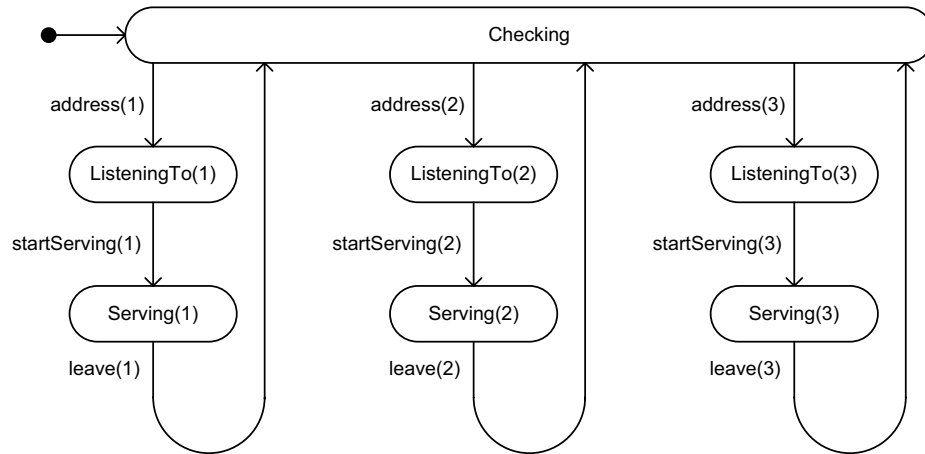 Checking
address(1)
address(2)
address(3)
ListeningTo(1)
ListeningTo(2)
ListeningTo(3)
startServing(1)
startServing(2)
startServing(3)
Serving(1)
Serving(2)
Serving(3)
leave(1)
leave(2)
leave(3)